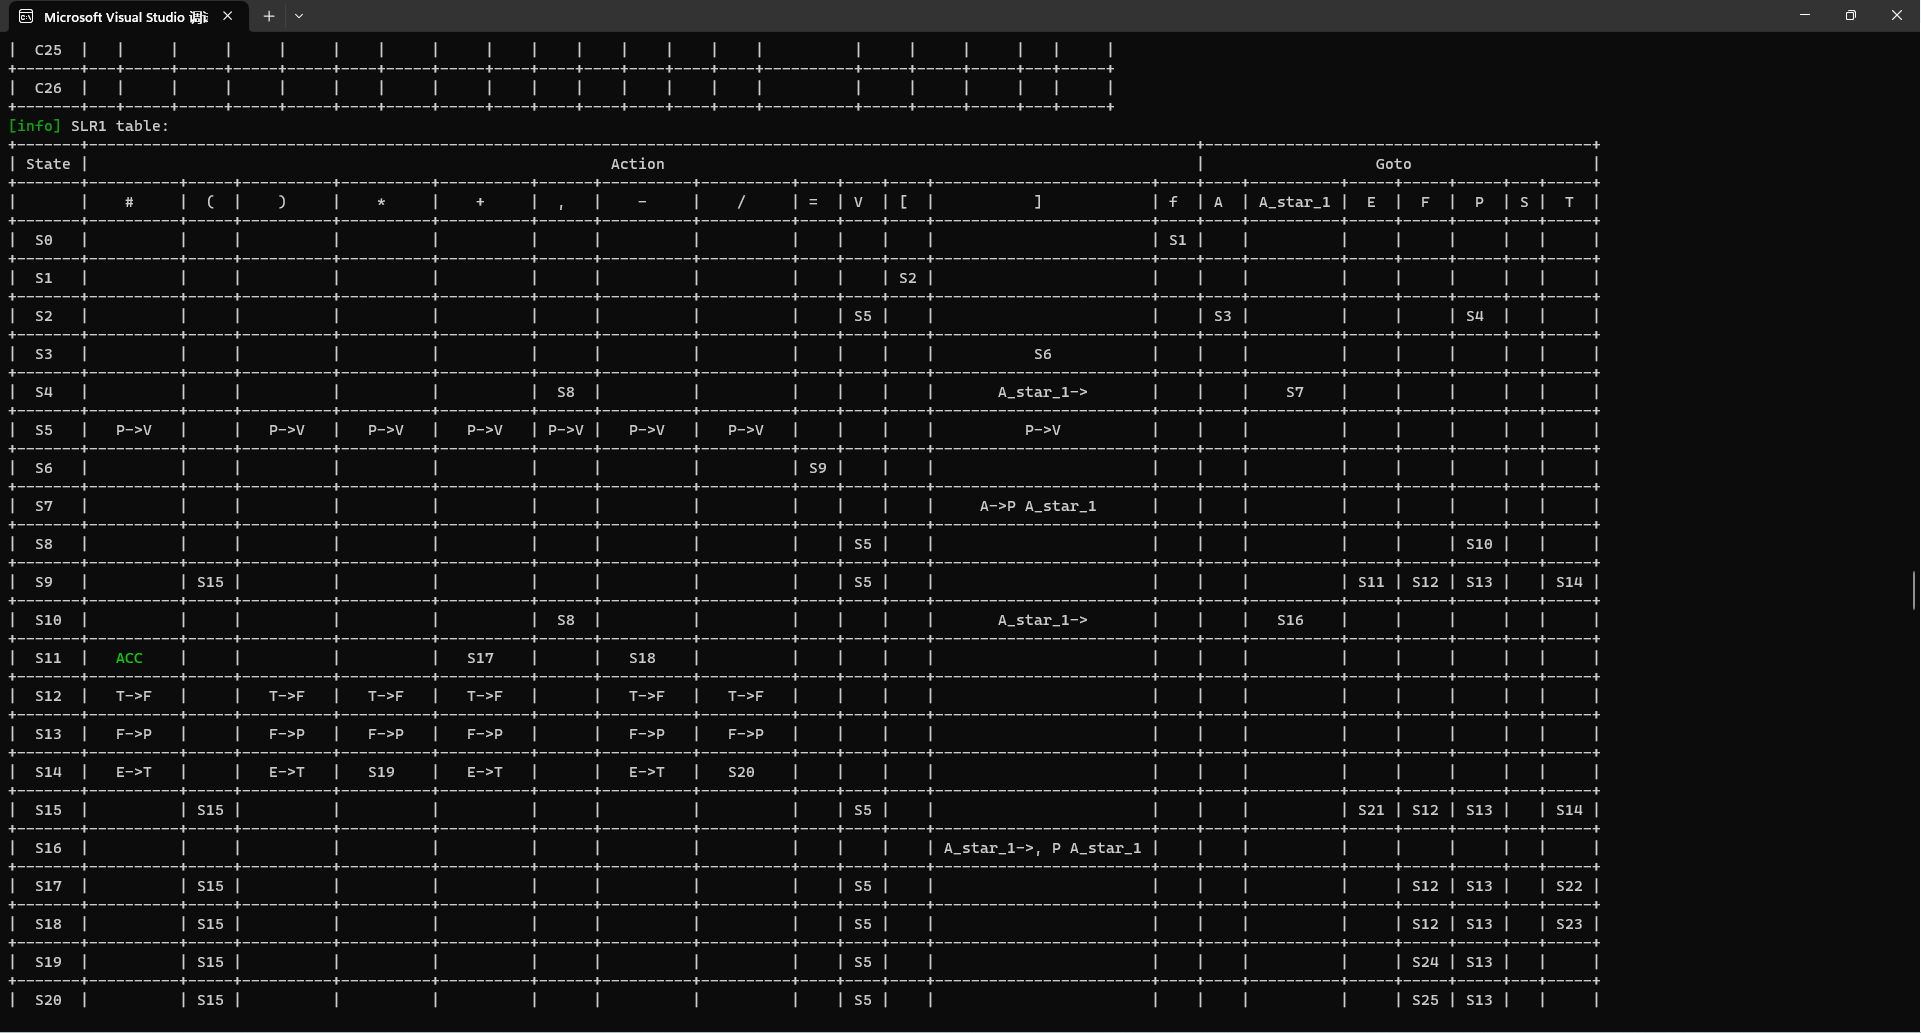 Microsoft Visual Studio 调试
| C25 | | | | | | | | | | | | | | | | | | | | |
| C26 | | | | | | | | | | | | | | | | | | | | |
[info] SLR1 table:
| State | Action | Goto |
| | # | ( | ) | * | + | , | - | / | = | V | [ | ] | f | A | A_star_1 | E | F | P | S | T |
| S0 | | | | | | | | | | | | | S1 | | | | | | | |
| S1 | | | | | | | | | | | S2 | | | | | | | | | |
| S2 | | | | | | | | | | S5 | | | | S3 | | | | S4 | | |
| S3 | | | | | | | | | | | | S6 | | | | | | | | |
| S4 | | | | | | S8 | | | | | | A_star_1-> | | | S7 | | | | | |
| S5 | P->V | | P->V | P->V | P->V | P->V | P->V | P->V | | | | P->V | | | | | | | | |
| S6 | | | | | | | | | S9 | | | | | | | | | | | |
| S7 | | | | | | | | | | | | A->P A_star_1 | | | | | | | | |
| S8 | | | | | | | | | | S5 | | | | | | | | S10 | | |
| S9 | | S15 | | | | | | | | S5 | | | | | | S11 | S12 | S13 | | S14 |
| S10 | | | | | | S8 | | | | | | A_star_1-> | | | S16 | | | | | |
| S11 | ACC | | | | S17 | | S18 | | | | | | | | | | | | | |
| S12 | T->F | | T->F | T->F | T->F | | T->F | T->F | | | | | | | | | | | | |
| S13 | F->P | | F->P | F->P | F->P | | F->P | F->P | | | | | | | | | | | | |
| S14 | E->T | | E->T | S19 | E->T | | E->T | S20 | | | | | | | | | | | | |
| S15 | | S15 | | | | | | | | S5 | | | | | | S21 | S12 | S13 | | S14 |
| S16 | | | | | | | | | | | | A_star_1->, P A_star_1 | | | | | | | | |
| S17 | | S15 | | | | | | | | S5 | | | | | | | S12 | S13 | | S22 |
| S18 | | S15 | | | | | | | | S5 | | | | | | | S12 | S13 | | S23 |
| S19 | | S15 | | | | | | | | S5 | | | | | | | S24 | S13 | | |
| S20 | | S15 | | | | | | | | S5 | | | | | | | S25 | S13 | | |